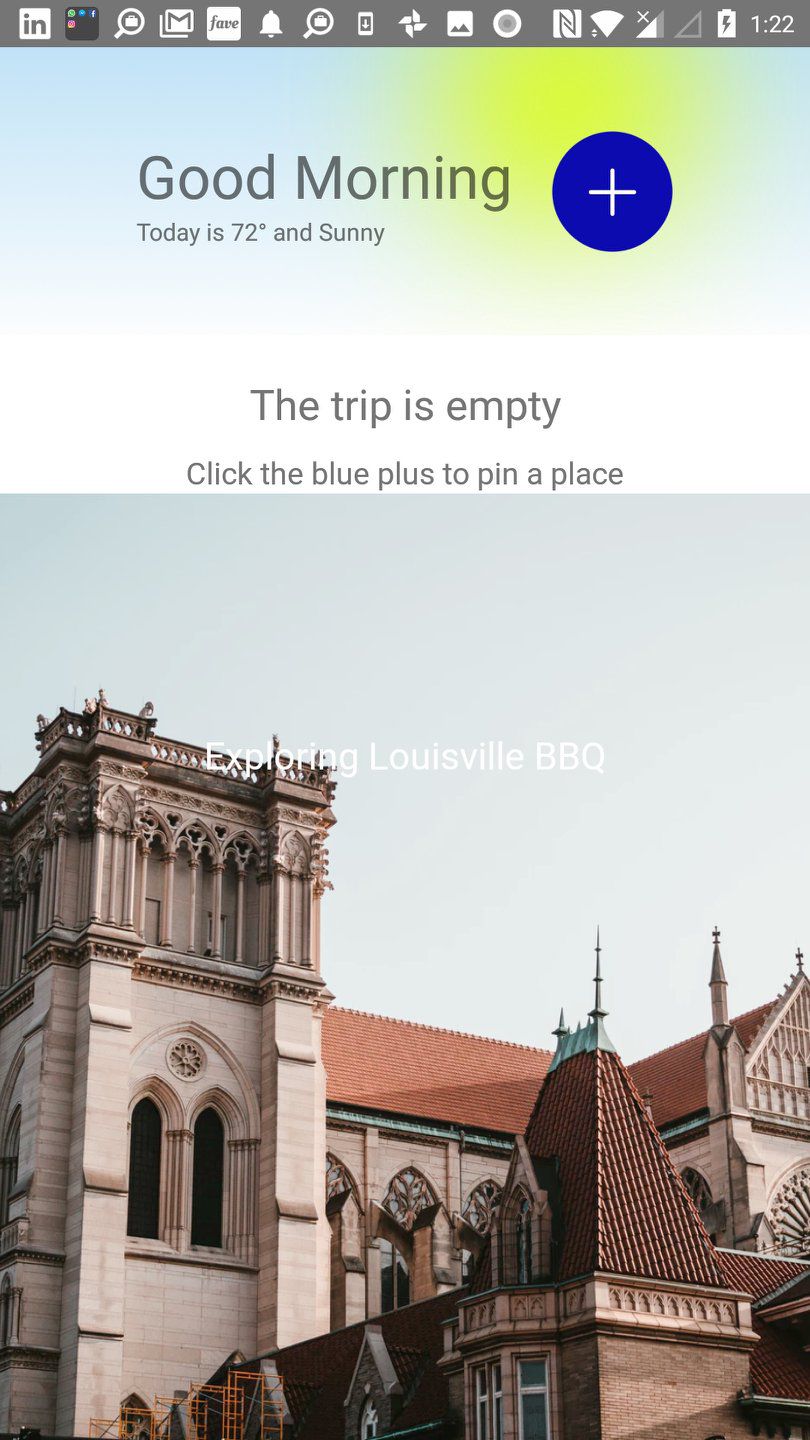 in fave 1:22
Good Morning
Today is 72° and Sunny
The trip is empty
Click the blue plus to pin a place
Exploring Louisville BBQ